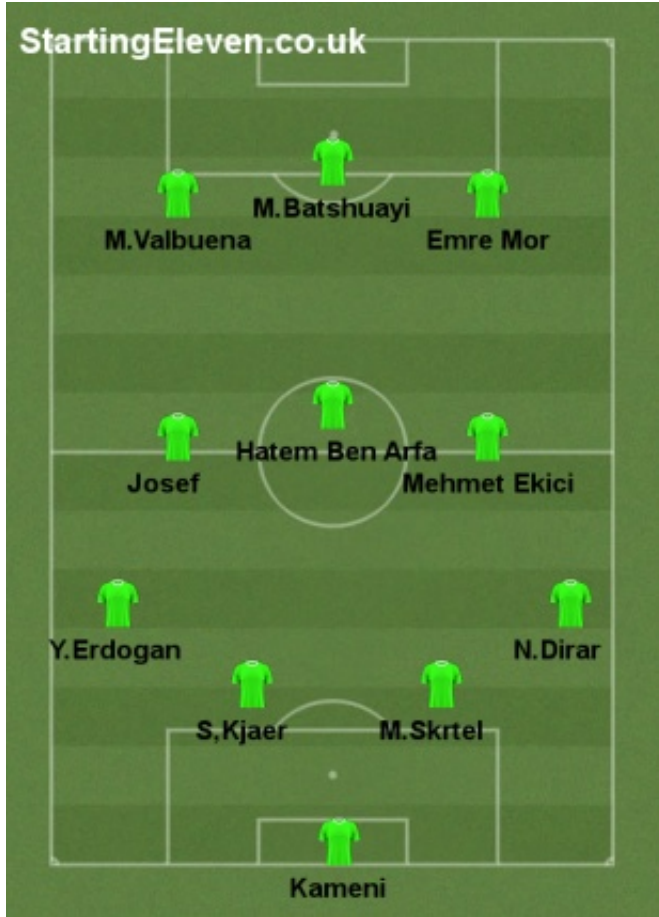 StartingEleven.co.uk
M.Batshuayi
M.Valbuena
Emre Mor
Hatem Ben Arfa
Josef
Mehmet Ekici
Y.Erdogan
N.Dirar
S,Kjaer
M.Skrtel
Kameni